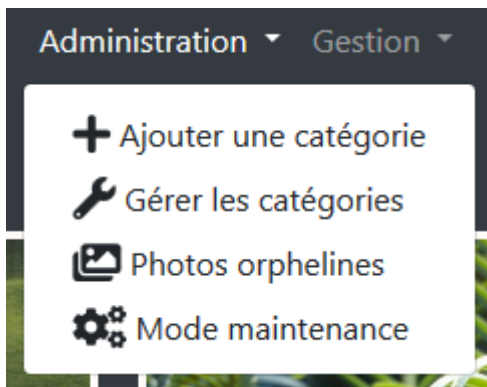 Administration Gestion
Ajouter une catégorie
Gérer les catégories
Photos orphelines
Mode maintenance